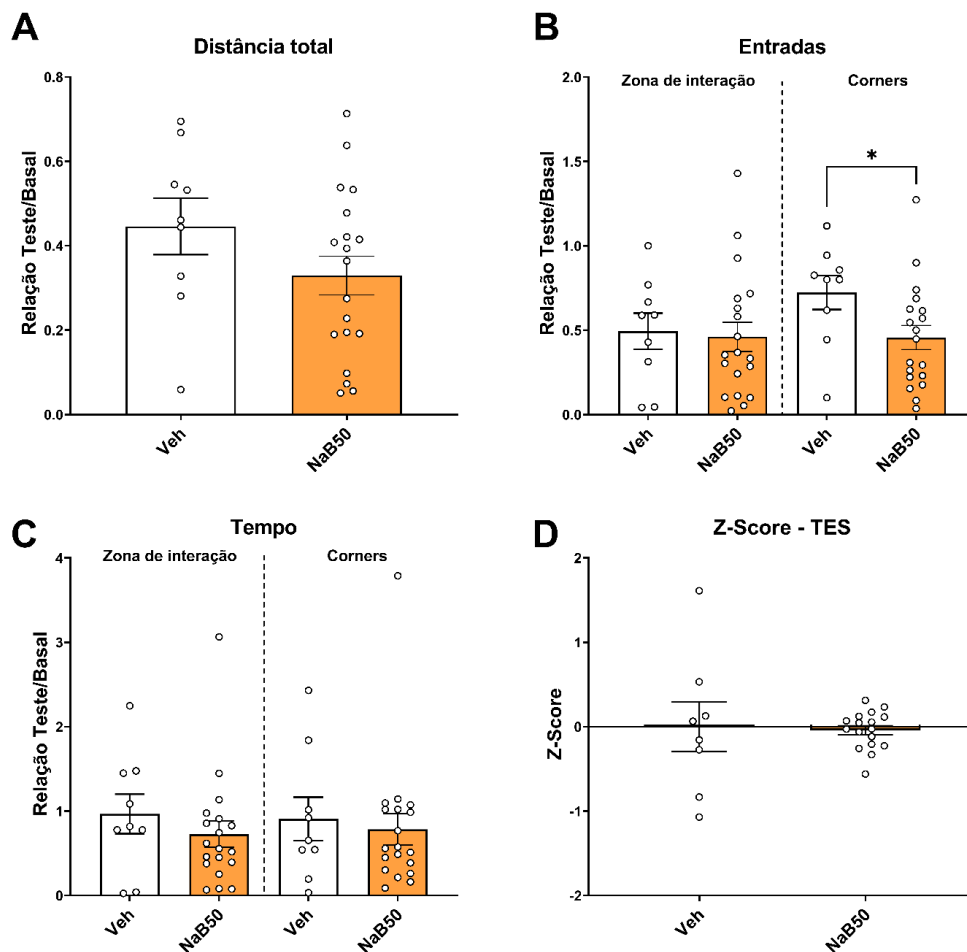 A
Distância total
Relação Teste/Basal
0.8
0.6
0.4
0.2
0.0
Veh
NaB50
B
Entradas
Zona de interação
Corners
Relação Teste/Basal
2.0
1.5
1.0
0.5
0.0
*
Veh
NaB50
Veh
NaB50
C
Tempo
Zona de interação
Corners
Relação Teste/Basal
4
3
2
1
0
Veh
NaB50
Veh
NaB50
D
Z-Score - TES
Z-Score
2
1
0
-1
-2
Veh
NaB50